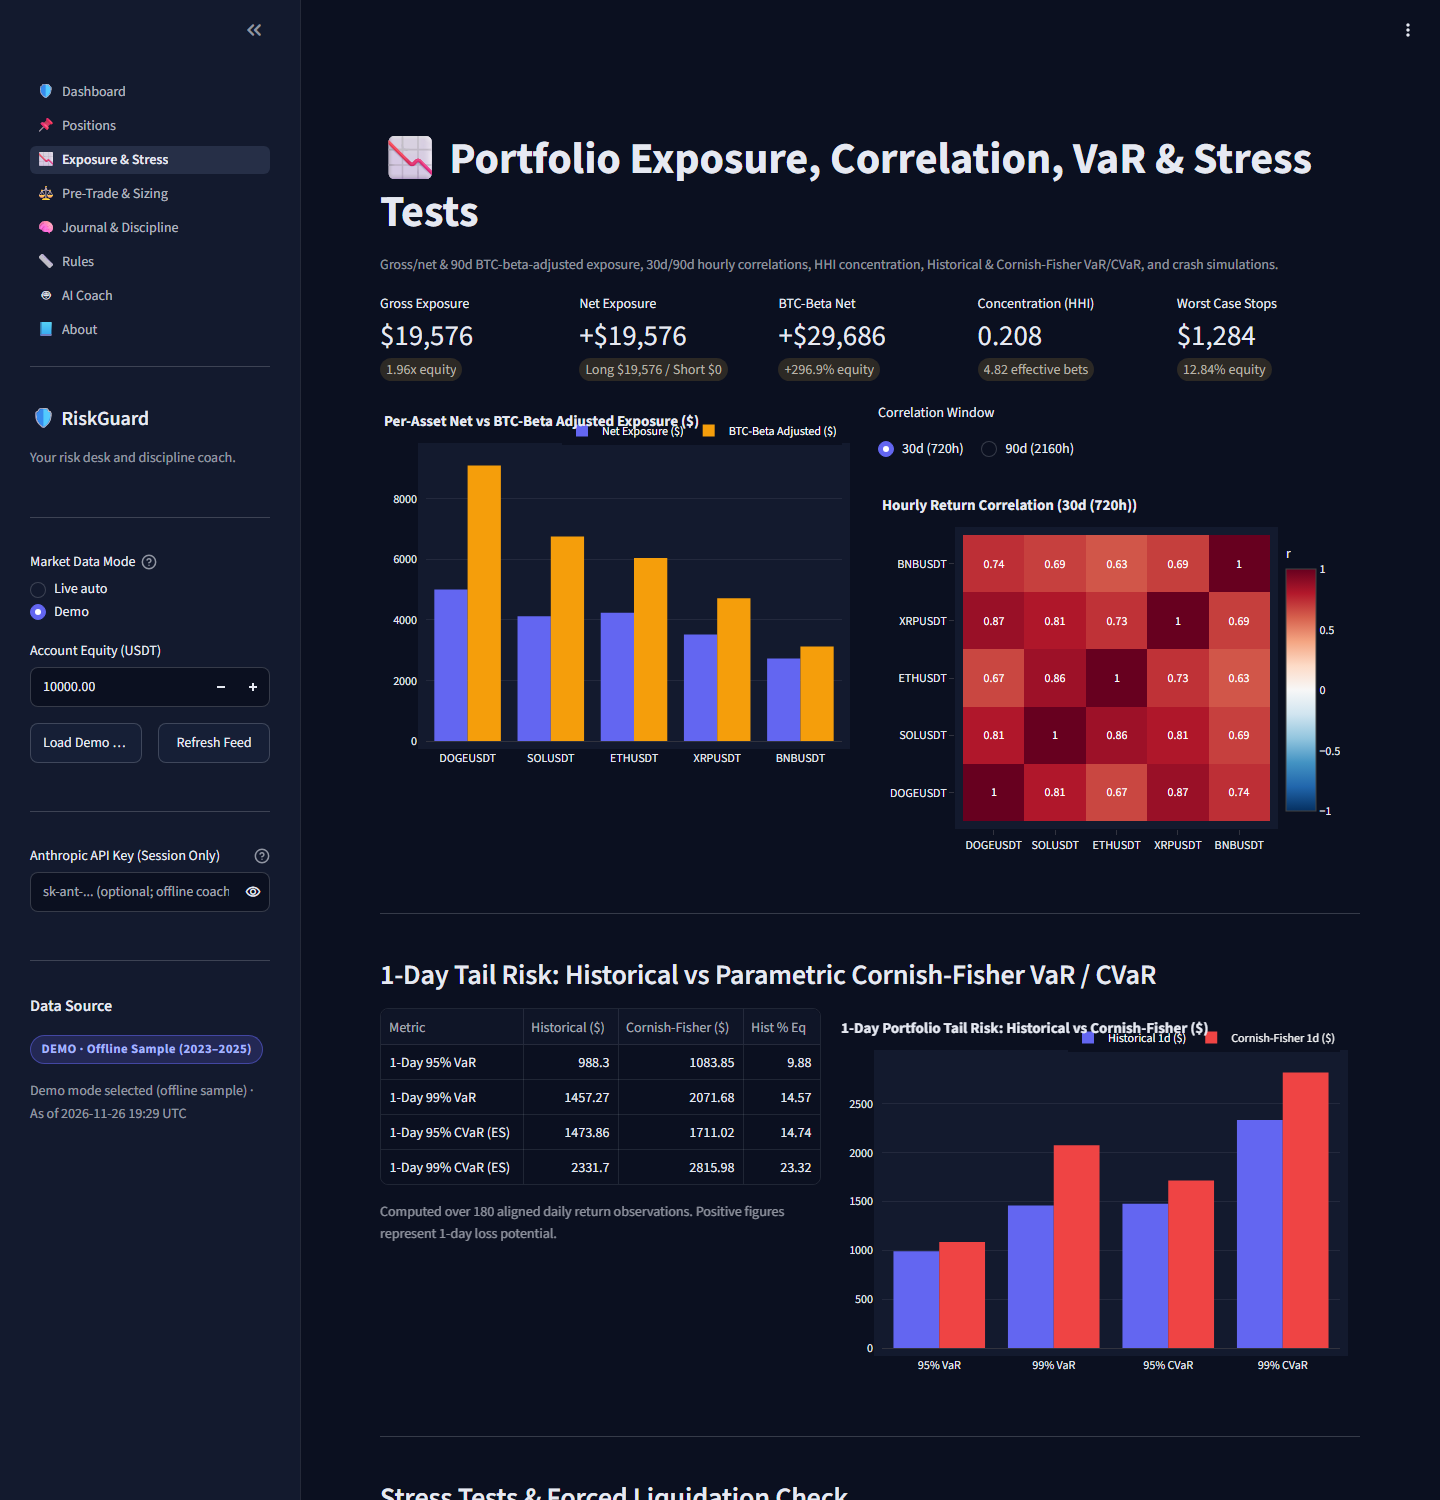 Dashboard
Positions
Exposure & Stress
Pre-Trade & Sizing
Journal & Discipline
Rules
AI Coach
About
RiskGuard
Your risk desk and discipline coach.
Market Data Mode
Live auto
Demo
Account Equity (USDT)
10000.00
Load Demo ...
Refresh Feed
Anthropic API Key (Session Only)
sk-ant-... (optional; offline coach
Data Source
DEMO · Offline Sample (2023–2025)
Demo mode selected (offline sample) ·
As of 2026-11-26 19:29 UTC
Portfolio Exposure, Correlation, VaR & Stress
Tests
Gross/net & 90d BTC-beta-adjusted exposure, 30d/90d hourly correlations, HHI concentration, Historical & Cornish-Fisher VaR/CVaR, and crash simulations.
Gross Exposure
$19,576
1.96x equity
Net Exposure
+$19,576
Long $19,576 / Short $0
BTC-Beta Net
+$29,686
+296.9% equity
Concentration (HHI)
0.208
4.82 effective bets
Worst Case Stops
$1,284
12.84% equity
Per-Asset Net vs BTC-Beta Adjusted Exposure ($)
Net Exposure ($) BTC-Beta Adjusted ($)
8000
6000
4000
2000
0
DOGEUSDT SOLUSDT ETHUSDT XRPUSDT BNBUSDT
Correlation Window
30d (720h) 90d (2160h)
Hourly Return Correlation (30d (720h))
BNBUSDT 0.74 0.69 0.63 0.69 1
XRPUSDT 0.87 0.81 0.73 1 0.69
ETHUSDT 0.67 0.86 1 0.73 0.63
SOLUSDT 0.81 1 0.86 0.81 0.69
DOGEUSDT 1 0.81 0.67 0.87 0.74
DOGEUSDT SOLUSDT ETHUSDT XRPUSDT BNBUSDT
r
1
0.5
0
−0.5
−1
1-Day Tail Risk: Historical vs Parametric Cornish-Fisher VaR / CVaR
Metric Historical ($) Cornish-Fisher ($) Hist % Eq
1-Day 95% VaR 988.3 1083.85 9.88
1-Day 99% VaR 1457.27 2071.68 14.57
1-Day 95% CVaR (ES) 1473.86 1711.02 14.74
1-Day 99% CVaR (ES) 2331.7 2815.98 23.32
Computed over 180 aligned daily return observations. Positive figures
represent 1-day loss potential.
1-Day Portfolio Tail Risk: Historical vs Cornish-Fisher ($)
Historical 1d ($) Cornish-Fisher 1d ($)
2500
2000
1500
1000
500
0
95% VaR 99% VaR 95% CVaR 99% CVaR
Stress Tests & Forced Liquidation Check